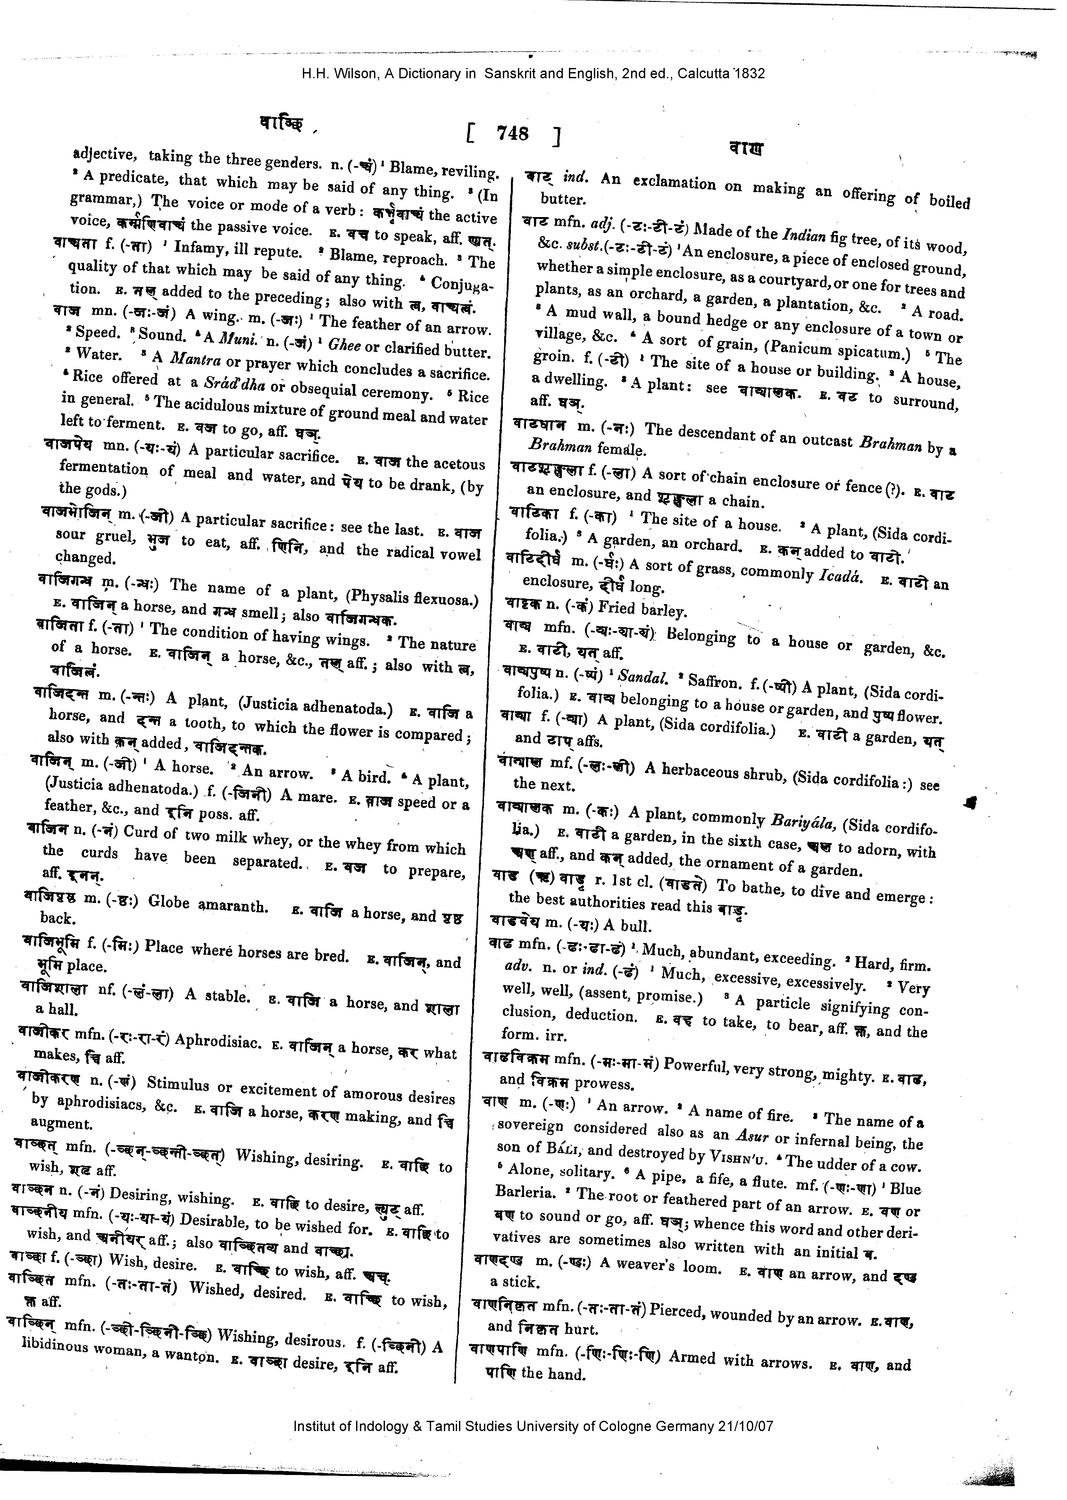 H.H. Wilson, A Dictionary in Sanskrit and English, 2nd ed., Calcutta 1832
वाञ्छि
[ 748 ]
वाण
adjective, taking the three genders. n. (-च्यं) ¹ Blame, reviling.
² A predicate, that which may be said of any thing. ³ (In
grammar,) The voice or mode of a verb: कर्त्तृवाच्यं the active
voice, कर्म्मणिवाच्यं the passive voice. E. वच to speak, aff. ण्यत्.
वाच्यता f. (-ता) ¹ Infamy, ill repute. ² Blame, reproach. ³ The
quality of that which may be said of any thing. ⁴ Conjuga-
tion. E. तल् added to the preceding; also with त्व, वाच्यत्वं.
वाज mn. (-जः-जं) A wing. m. (-जः) ¹ The feather of an arrow.
² Speed. ³ Sound. ⁴ A Muni. n. (-जं) ¹ Ghee or clarified butter.
² Water. ³ A Mantra or prayer which concludes a sacrifice.
⁴ Rice offered at a Srád'dha or obsequial ceremony. ⁵ Rice
in general. ⁵ The acidulous mixture of ground meal and water
left to ferment. E. वज to go, aff. घञ्.
वाजपेय mn. (-यः-यं) A particular sacrifice. E. वाज the acetous
fermentation of meal and water, and पेय to be drank, (by
the gods.)
वाजभोजिन् m. (-जी) A particular sacrifice: see the last. E. वाज
sour gruel, भुज to eat, aff. णिनि, and the radical vowel
changed.
वाजिगन्ध m. (-न्धः) The name of a plant, (Physalis flexuosa.)
E. वाजिन् a horse, and गन्ध smell; also वाजिगन्धक.
वाजिता f. (-ता) ¹ The condition of having wings. ² The nature
of a horse. E. वाजिन् a horse, &c., तल् aff.; also with त्व,
वाजित्वं.
वाजिदन्त m. (-न्तः) A plant, (Justicia adhenatoda.) E. वाजि a
horse, and दन्त a tooth, to which the flower is compared;
also with कन् added, वाजिदन्तक.
वाजिन् m. (-जी) ¹ A horse. ² An arrow. ³ A bird. ⁴ A plant,
(Justicia adhenatoda.) f. (-जिनी) A mare. E. वाज speed or a
feather, &c., and इनि poss. aff.
वाजिन n. (-नं) Curd of two milk whey, or the whey from which
the curds have been separated. E. वज to prepare,
aff. इनन्.
वाजिपृष्ठ m. (-ष्ठः) Globe amaranth. E. वाजि a horse, and पृष्ठ
back.
वाजिभूमि f. (-मिः) Place where horses are bred. E. वाजिन्, and
भूमि place.
वाजिशाला nf. (-लं-ला) A stable. E. वाजि a horse, and शाला
a hall.
वाजीकर mfn. (-रः-रा-रं) Aphrodisiac. E. वाजिन् a horse, कर what
makes, च्वि aff.
वाजीकरण n. (-णं) Stimulus or excitement of amorous desires
by aphrodisiacs, &c. E. वाजि a horse, करण making, and च्वि
augment.
वाञ्छत् mfn. (-ञ्छन्-ञ्छन्ती-ञ्छत्) Wishing, desiring. E. वाछि to
wish, शतृ aff.
वाञ्छन n. (-नं) Desiring, wishing. E. वाछि to desire, ल्युट् aff.
वाञ्छनीय mfn. (-यः-या-यं) Desirable, to be wished for. E. वाछि to
wish, and अनीयर् aff.; also वाञ्छितव्य and वाञ्छ्य.
वाञ्छा f. (-ञ्छा) Wish, desire. E. वाञ्छि to wish, aff. अच्.
वाञ्छित mfn. (-तः-ता-तं) Wished, desired. E. वाञ्छि to wish,
क्त aff.
वाञ्छिन् mfn. (-ञ्छी-ञ्छिनी-ञ्छि) Wishing, desirous. f. (-ञ्छिनी) A
libidinous woman, a wanton. E. वाञ्छा desire, इनि aff.
वाट् ind. An exclamation on making an offering of boiled
butter.
वाट mfn. adj. (-टः-टी-टं) Made of the Indian fig tree, of its wood,
&c. subst. (-टः-टी-टं) ¹ An enclosure, a piece of enclosed ground,
whether a simple enclosure, as a courtyard, or one for trees and
plants, as an orchard, a garden, a plantation, &c. ² A road.
³ A mud wall, a bound hedge or any enclosure of a town or
village, &c. ⁴ A sort of grain, (Panicum spicatum.) ⁵ The
groin. f. (-टी) ¹ The site of a house or building. ² A house,
a dwelling. ³ A plant: see वाट्यालक. E. वट to surround,
aff. घञ्.
वाटधान m. (-नः) The descendant of an outcast Brahman by a
Brahman female.
वाटशृङ्खला f. (-ला) A sort of chain enclosure or fence (?). E. वाट
an enclosure, and शृङ्खला a chain.
वाटिका f. (-का) ¹ The site of a house. ² A plant, (Sida cordi-
folia.) ³ A garden, an orchard. E. कन् added to वाटी.
वाटिदीर्घ m. (-र्घः) A sort of grass, commonly Icadá. E. वाटी an
enclosure, दीर्घ long.
वाट्टक n. (-कं) Fried barley.
वाट्य mfn. (-ट्यः-ट्या-ट्यं) Belonging to a house or garden, &c.
E. वाटी, यत् aff.
वाट्यपुष्प n. (-ष्पं) ¹ Sandal. ² Saffron. f. (-ष्पी) A plant, (Sida cordi-
folia.) E. वाट्य belonging to a house or garden, and पुष्प flower.
वाट्या f. (-ट्या) A plant, (Sida cordifolia.) E. वाटी a garden, यत्
and टाप् affs.
वाट्याल mf. (-लः-ली) A herbaceous shrub, (Sida cordifolia:) see
the next.
वाट्यालक m. (-कः) A plant, commonly Bariyála, (Sida cordifo-
lia.) E. वाटी a garden, in the sixth case, अल to adorn, with
अण् aff., and कन् added, the ornament of a garden.
वाड (ऋ) वाडृ r. 1st cl. (वाडते) To bathe, to dive and emerge:
the best authorities read this बाडृ.
वाडवेय m. (-यः) A bull.
वाढ mfn. (-ढः-ढा-ढं) ¹ Much, abundant, exceeding. ² Hard, firm.
adv. n. or ind. (-ढं) ¹ Much, excessive, excessively. ² Very
well, well, (assent, promise.) ³ A particle signifying con-
clusion, deduction. E. वह to take, to bear, aff. क्त, and the
form. irr.
वाढविक्रम mfn. (-मः-मा-मं) Powerful, very strong, mighty. E. वाढ,
and विक्रम prowess.
वाण m. (-णः) ¹ An arrow. ² A name of fire. ³ The name of a
sovereign considered also as an Asur or infernal being, the
son of BÁLI, and destroyed by VISHN'U. ⁴ The udder of a cow.
⁵ Alone, solitary. ⁶ A pipe, a fife, a flute. mf. (-णः-णा) ¹ Blue
Barleria. ² The root or feathered part of an arrow. E. वण or
बण to sound or go, aff. घञ्; whence this word and other deri-
vatives are sometimes also written with an initial ब.
वाणदण्ड m. (-ण्डः) A weaver's loom. E. वाण an arrow, and दण्ड
a stick.
वाणनिकृत mfn. (-तः-ता-तं) Pierced, wounded by an arrow. E. वाण,
and निकृत hurt.
वाणपाणि mfn. (-णिः-णिः-णि) Armed with arrows. E. वाण, and
पाणि the hand.
Institut of Indology & Tamil Studies University of Cologne Germany 21/10/07